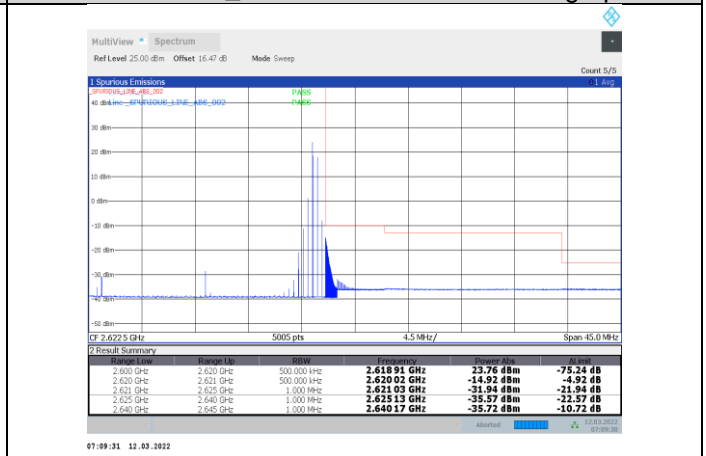 MultiView Spectrum
Ref Level 25.00 dBm Offset 16.47 dB Mode Sweep
Count 5/5
1 Spurious Emissions 1 Avg
_SPURIOUS_LINE_ABS_002 PASS
40 dBm Line _SPURIOUS_LINE_ABS_002 PASS
30 dBm
20 dBm
10 dBm
0 dBm
-10 dBm
-20 dBm
-30 dBm
-40 dBm
-50 dBm
CF 2.6225 GHz 5005 pts 4.5 MHz/ Span 45.0 MHz
2 Result Summary
Range Low Range Up RBW Frequency Power Abs ΔLimit
2.600 GHz 2.620 GHz 500.000 kHz 2.618 91 GHz 23.76 dBm -75.24 dB
2.620 GHz 2.621 GHz 500.000 kHz 2.620 02 GHz -14.92 dBm -4.92 dB
2.621 GHz 2.625 GHz 1.000 MHz 2.621 03 GHz -31.94 dBm -21.94 dB
2.625 GHz 2.640 GHz 1.000 MHz 2.625 13 GHz -35.57 dBm -22.57 dB
2.640 GHz 2.645 GHz 1.000 MHz 2.640 17 GHz -35.72 dBm -10.72 dB
Aborted 12.03.2022
07:09:30
07:09:31 12.03.2022